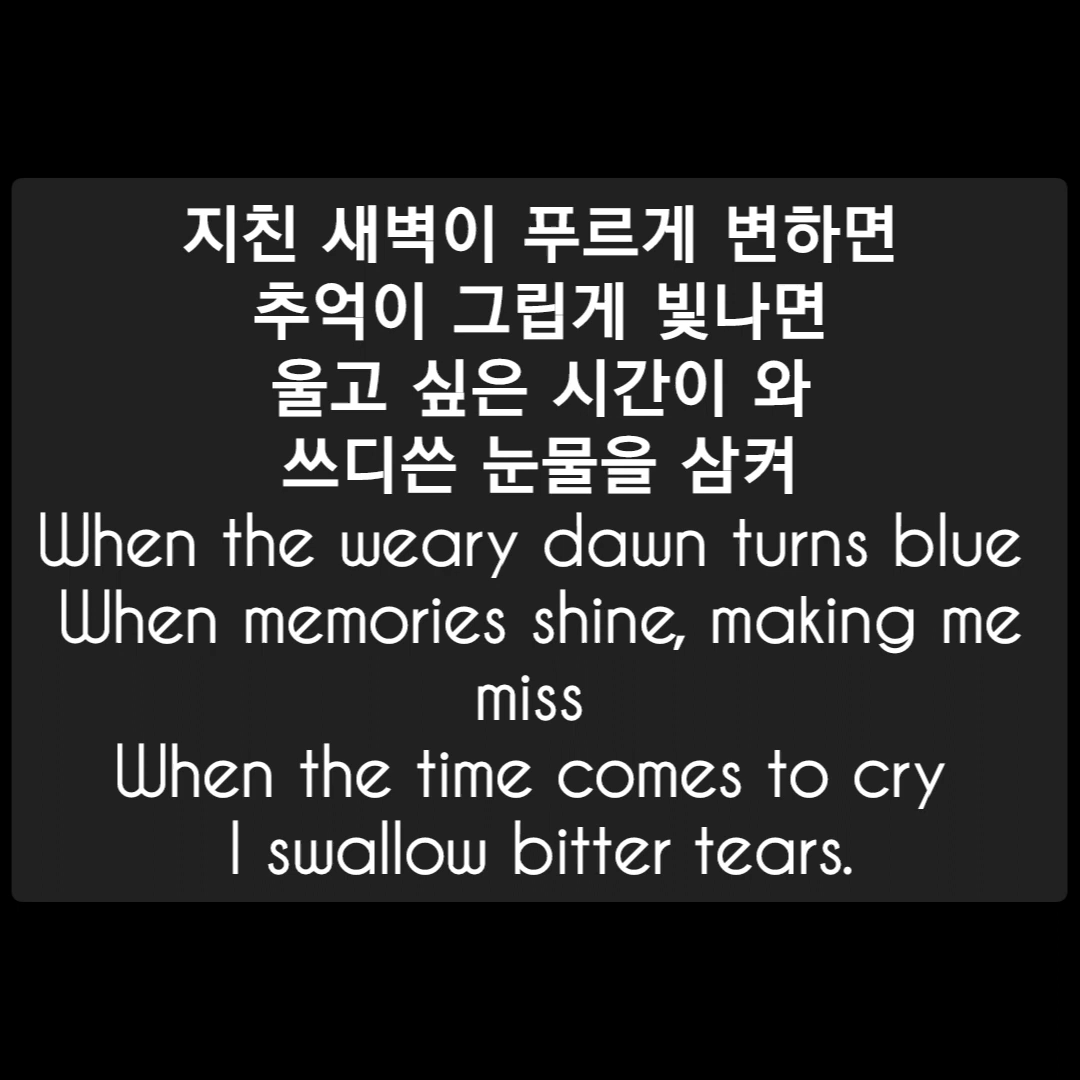 지친 새벽이 푸르게 변하면
추억이 그립게 빛나면
울고 싶은 시간이 와
쓰디쓴 눈물을 삼켜
When the weary dawn turns blue
When memories shine, making me
miss
When the time comes to cry
I swallow bitter tears.